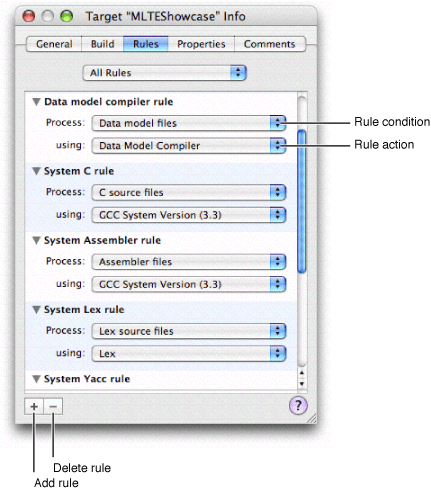 Target "MLTEShowcase" Info
General Build Rules Properties Comments
All Rules
Data model compiler rule
Process: Data model files
Rule condition
using: Data Model Compiler
Rule action
System C rule
Process: C source files
using: GCC System Version (3.3)
System Assembler rule
Process: Assembler files
using: GCC System Version (3.3)
System Lex rule
Process: Lex source files
using: Lex
System Yacc rule
+ − ?
Delete rule
Add rule